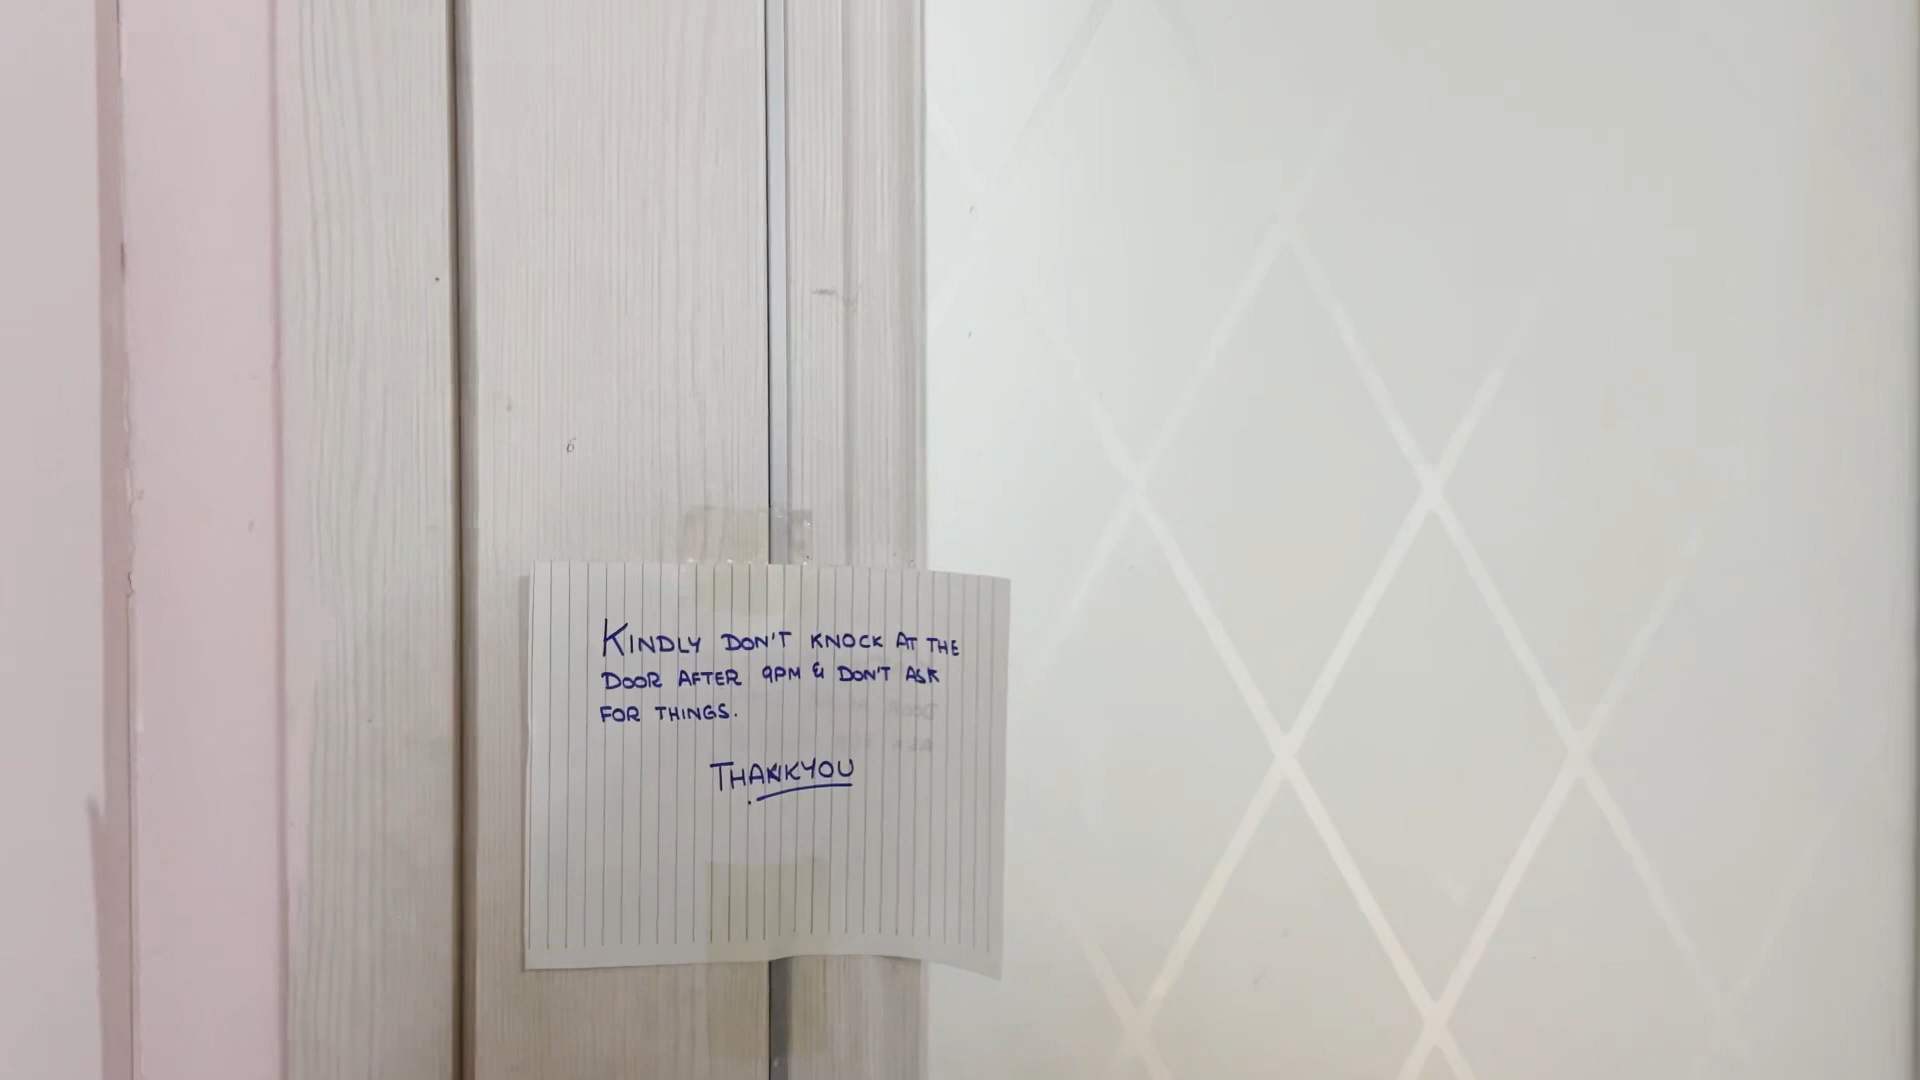 KINDLY DON'T KNOCK AT THE
DOOR AFTER 9PM & DON'T ASK
FOR THINGS.
THANKYOU